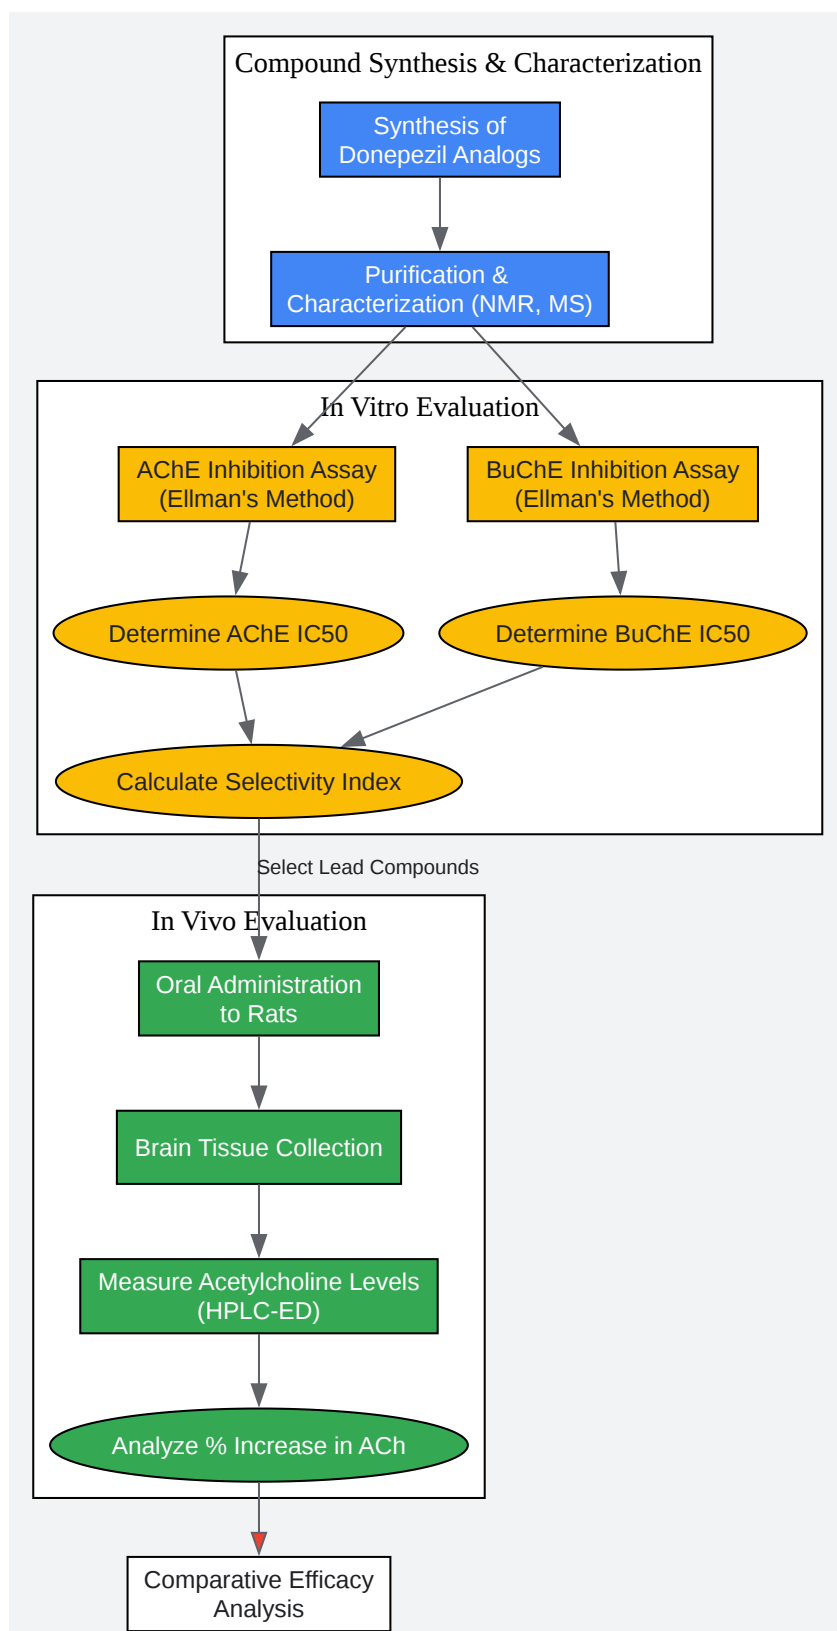 Compound Synthesis & Characterization
Synthesis of
Donepezil Analogs
Purification &
Characterization (NMR, MS)
In Vitro Evaluation
AChE Inhibition Assay
(Ellman's Method)
BuChE Inhibition Assay
(Ellman's Method)
Determine AChE IC50
Determine BuChE IC50
Calculate Selectivity Index
Select Lead Compounds
In Vivo Evaluation
Oral Administration
to Rats
Brain Tissue Collection
Measure Acetylcholine Levels
(HPLC-ED)
Analyze % Increase in ACh
Comparative Efficacy
Analysis